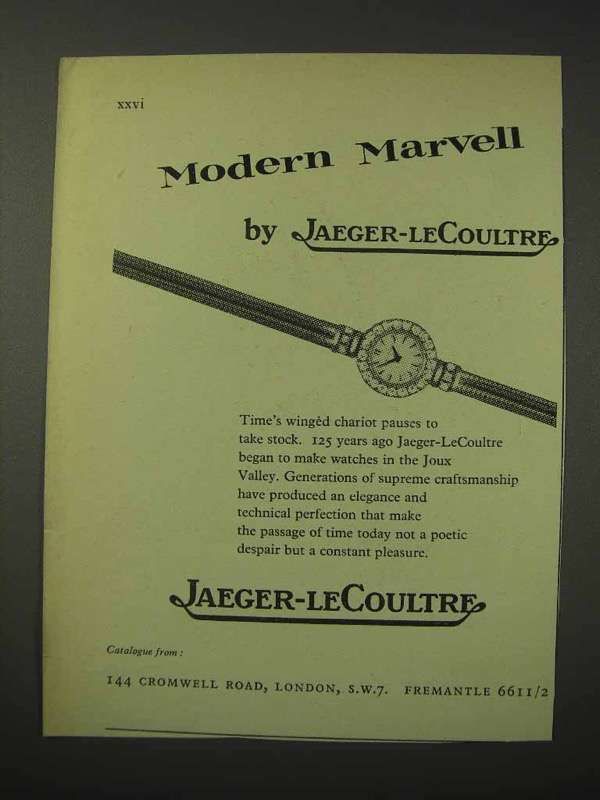 xxvi
Modern Marvell
by JAEGER-LECOULTRE
Time's wingèd chariot pauses to
take stock. 125 years ago Jaeger-LeCoultre
began to make watches in the Joux
Valley. Generations of supreme craftsmanship
have produced an elegance and
technical perfection that make
the passage of time today not a poetic
despair but a constant pleasure.
JAEGER-LECOULTRE
Catalogue from:
144 CROMWELL ROAD, LONDON, S.W.7. FREMANTLE 6611/2